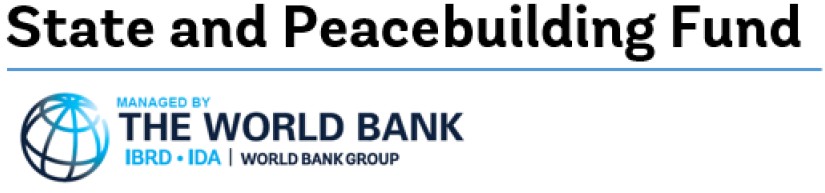 State and Peacebuilding Fund
MANAGED BY
THE WORLD BANK
IBRD • IDA | WORLD BANK GROUP